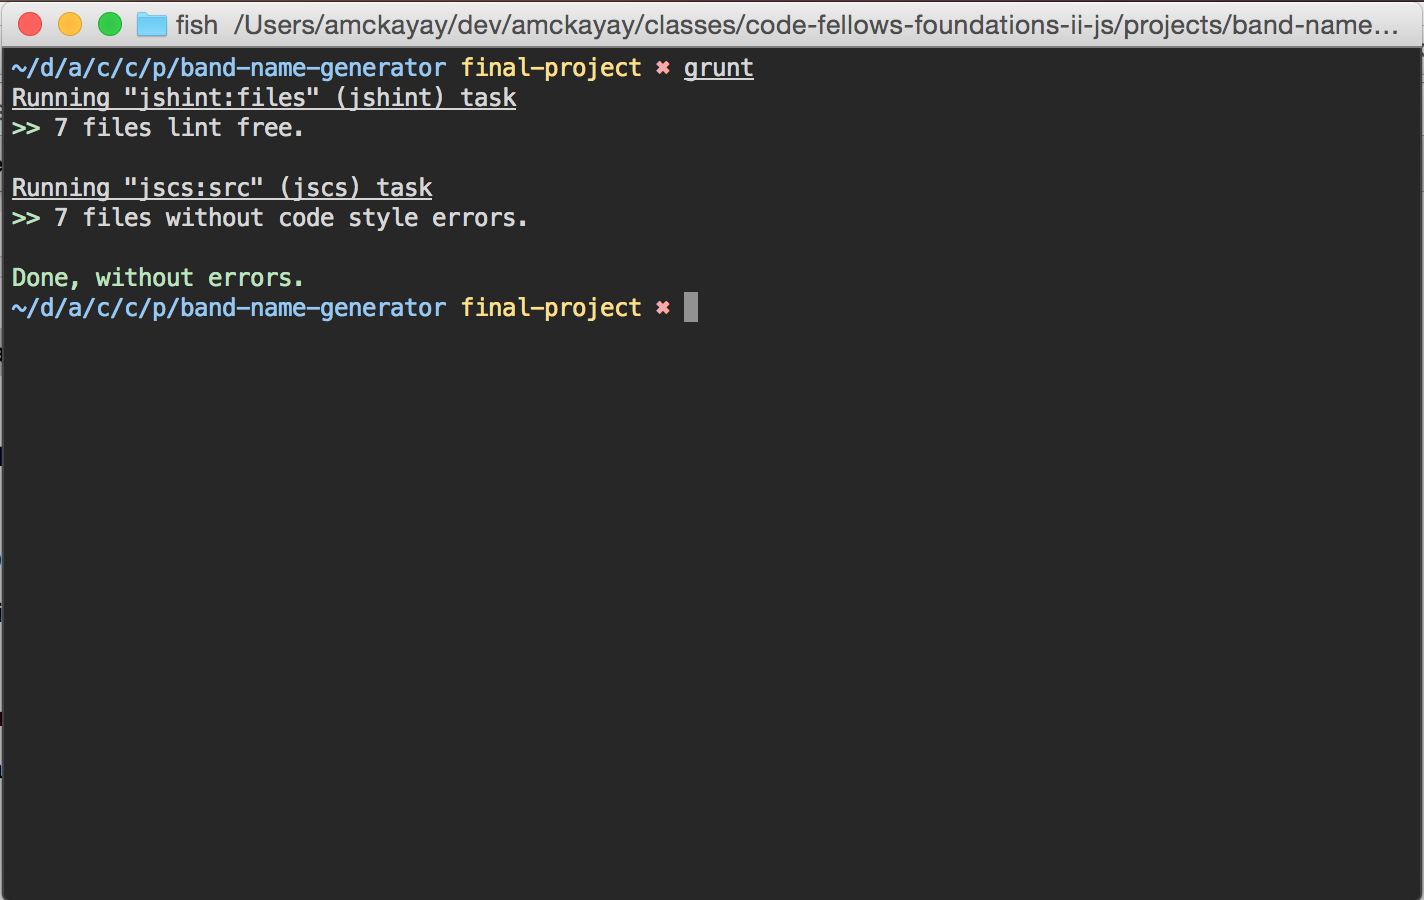 fish /Users/amckayay/dev/amckayay/classes/code-fellows-foundations-ii-js/projects/band-name...
~/d/a/c/c/p/band-name-generator final-project ✖ grunt
Running "jshint:files" (jshint) task
>> 7 files lint free.
Running "jscs:src" (jscs) task
>> 7 files without code style errors.
Done, without errors.
~/d/a/c/c/p/band-name-generator final-project ✖